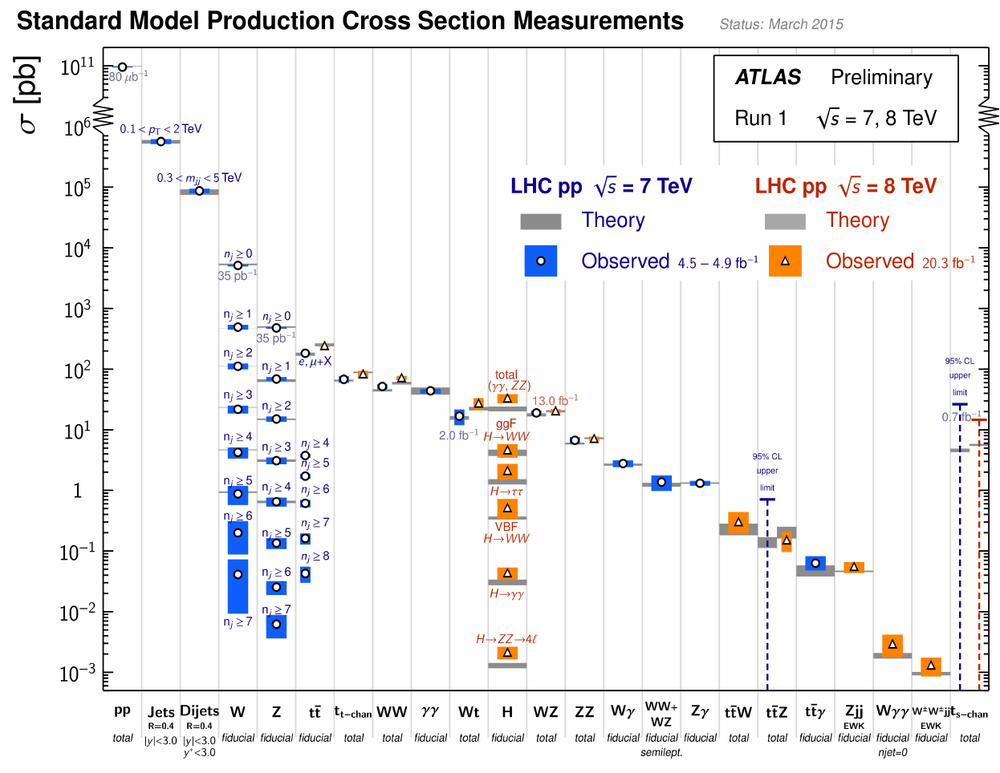 Standard Model Production Cross Section Measurements Status: March 2015
σ [pb]
10¹¹
10⁶
10⁵
10⁴
10³
10²
10¹
1
10⁻¹
10⁻²
10⁻³
ATLAS Preliminary
Run 1 √s = 7, 8 TeV
LHC pp √s = 7 TeV
Theory
Observed 4.5 – 4.9 fb⁻¹
LHC pp √s = 8 TeV
Theory
Observed 20.3 fb⁻¹
80 μb⁻¹
0.1 < pT < 2 TeV
0.3 < mjj < 5 TeV
nj ≥ 0
35 pb⁻¹
nj ≥ 1
nj ≥ 2
nj ≥ 3
nj ≥ 4
nj ≥ 5
nj ≥ 6
nj ≥ 7
nj ≥ 0
35 pb⁻¹
nj ≥ 1
nj ≥ 2
nj ≥ 3
nj ≥ 4
nj ≥ 5
nj ≥ 6
nj ≥ 7
e, μ+X
nj ≥ 4
nj ≥ 5
nj ≥ 6
nj ≥ 7
nj ≥ 8
2.0 fb⁻¹
total
(γγ, ZZ)
ggF
H→WW
H→ττ
VBF
H→WW
H→γγ
H→ZZ→4ℓ
13.0 fb⁻¹
95% CL
upper
limit
95% CL
upper
limit
0.7 fb⁻¹
pp
total
Jets
R=0.4
|y|<3.0
Dijets
R=0.4
|y|<3.0
y*<3.0
W
fiducial
Z
fiducial
tt̄
fiducial
tt−chan
total
WW
total
γγ
fiducial
Wt
total
H
fiducial
WZ
total
ZZ
total
Wγ
fiducial
WW+
WZ
fiducial
semilept.
Zγ
fiducial
tt̄W
total
tt̄Z
total
tt̄γ
fiducial
Zjj
EWK
fiducial
Wγγ
fiducial
njet=0
W±W±jj
EWK
fiducial
ts−chan
total